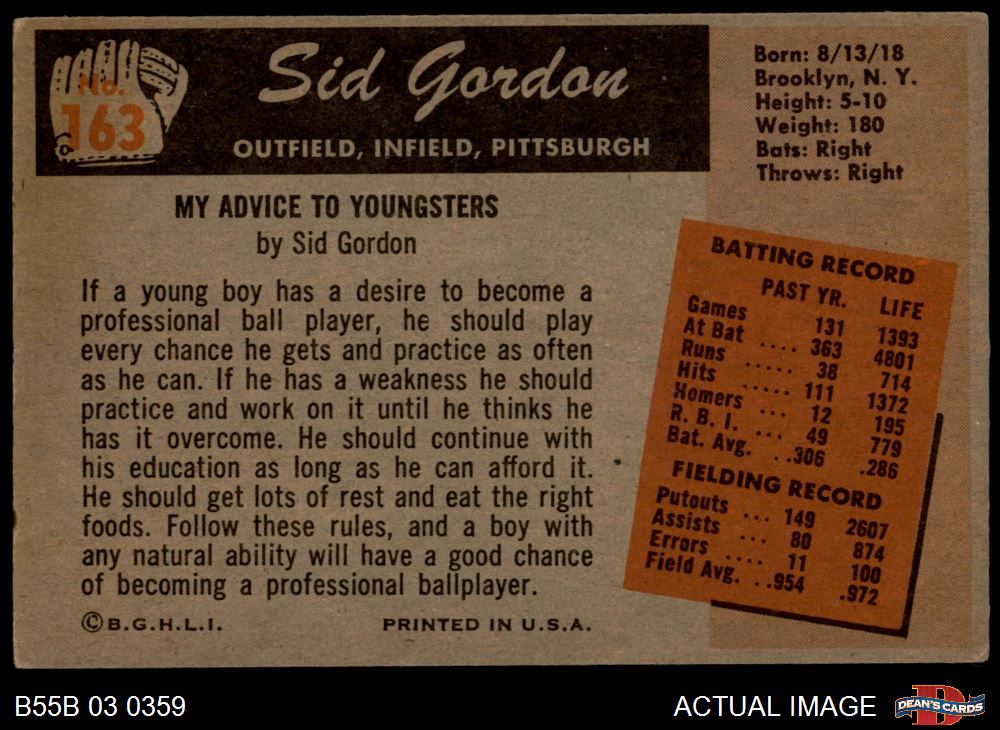 No.
163
Sid Gordon
OUTFIELD, INFIELD, PITTSBURGH
Born: 8/13/18
Brooklyn, N. Y.
Height: 5-10
Weight: 180
Bats: Right
Throws: Right
MY ADVICE TO YOUNGSTERS
by Sid Gordon
If a young boy has a desire to become a
professional ball player, he should play
every chance he gets and practice as often
as he can. If he has a weakness he should
practice and work on it until he thinks he
has it overcome. He should continue with
his education as long as he can afford it.
He should get lots of rest and eat the right
foods. Follow these rules, and a boy with
any natural ability will have a good chance
of becoming a professional ballplayer.
©B.G.H.L.I. PRINTED IN U.S.A.
BATTING RECORD
PAST YR. LIFE
Games 131 1393
At Bat .... 363 4801
Runs ..... 38 714
Hits ..... 111 1372
Homers ... 12 195
R. B. I. ... 49 779
Bat. Avg. ..306 .286
FIELDING RECORD
Putouts ... 149 2607
Assists ... 80 874
Errors .... 11 100
Field Avg. ..954 .972
B55B 03 0359 ACTUAL IMAGE DEAN'S CARDS